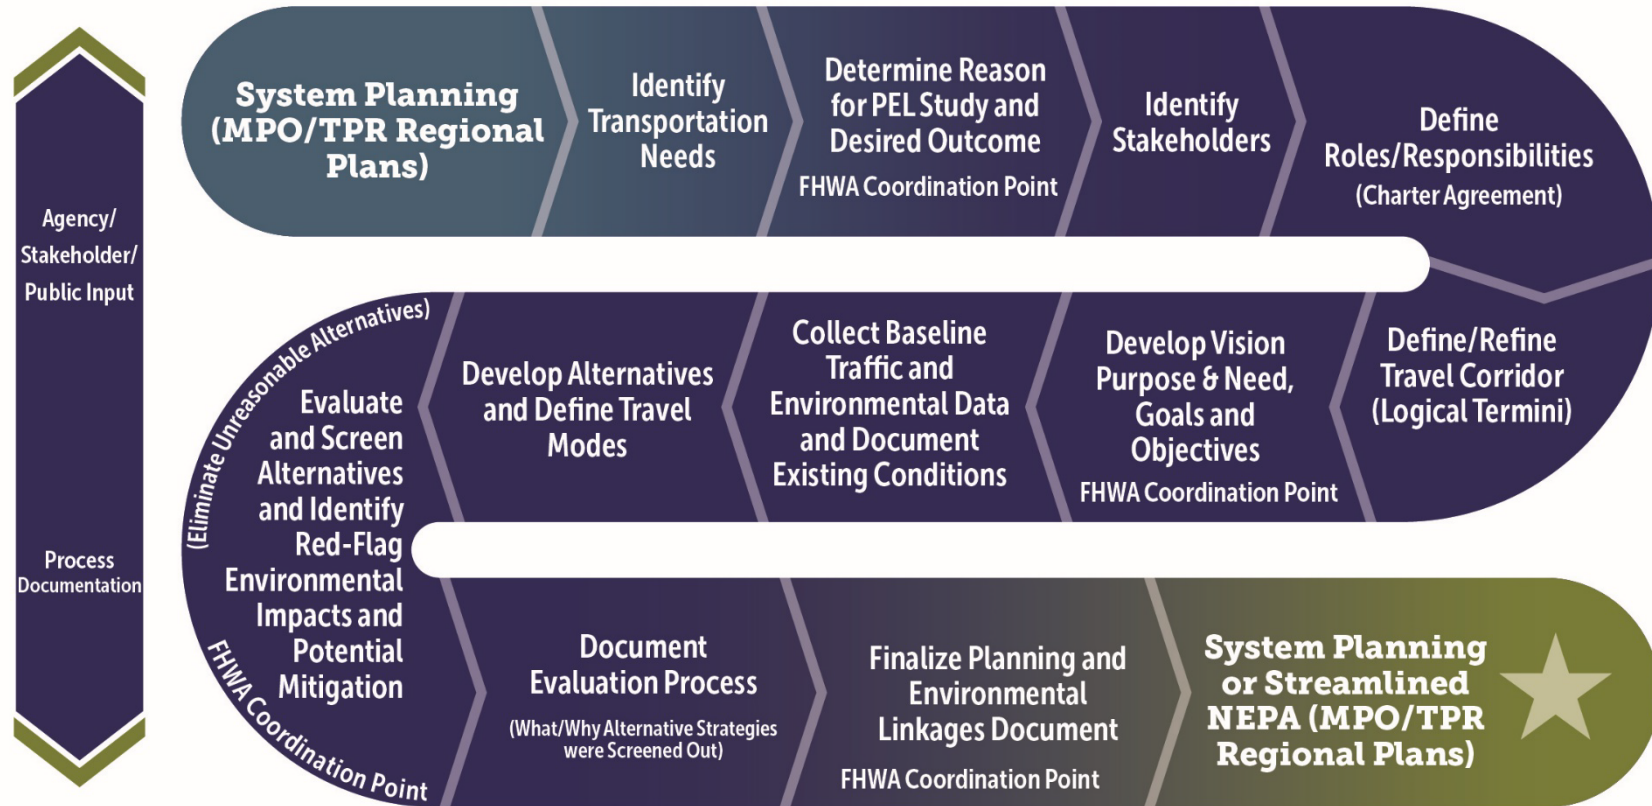 Agency/
Stakeholder/
Public Input
Process
Documentation
System Planning
(MPO/TPR Regional
Plans)
Identify
Transportation
Needs
Determine Reason
for PEL Study and
Desired Outcome
FHWA Coordination Point
Identify
Stakeholders
Define
Roles/Responsibilities
(Charter Agreement)
Define/Refine
Travel Corridor
(Logical Termini)
Develop Vision
Purpose & Need,
Goals and
Objectives
FHWA Coordination Point
Collect Baseline
Traffic and
Environmental Data
and Document
Existing Conditions
Develop Alternatives
and Define Travel
Modes
(Eliminate Unreasonable Alternatives)
Evaluate
and Screen
Alternatives
and Identify
Red-Flag
Environmental
Impacts and
Potential
Mitigation
FHWA Coordination Point
Document
Evaluation Process
(What/Why Alternative Strategies
were Screened Out)
Finalize Planning and
Environmental
Linkages Document
FHWA Coordination Point
System Planning
or Streamlined
NEPA (MPO/TPR
Regional Plans)